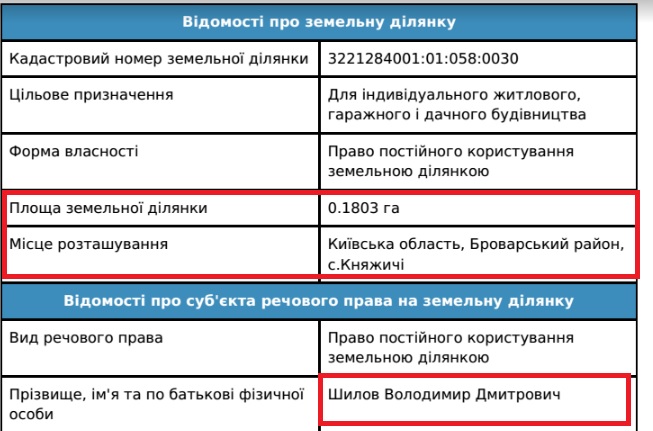 Відомості про земельну ділянку
Кадастровий номер земельної ділянки 3221284001:01:058:0030
Цільове призначення Для індивідуального житлового,
гаражного і дачного будівництва
Форма власності Право постійного користування
земельною ділянкою
Площа земельної ділянки 0.1803 га
Місце розташування Київська область, Броварський район,
с.Княжичі
Відомості про суб'єкта речового права на земельну ділянку
Вид речового права Право постійного користування
земельною ділянкою
Прізвище, ім'я та по батькові фізичної Шилов Володимир Дмитрович
особи